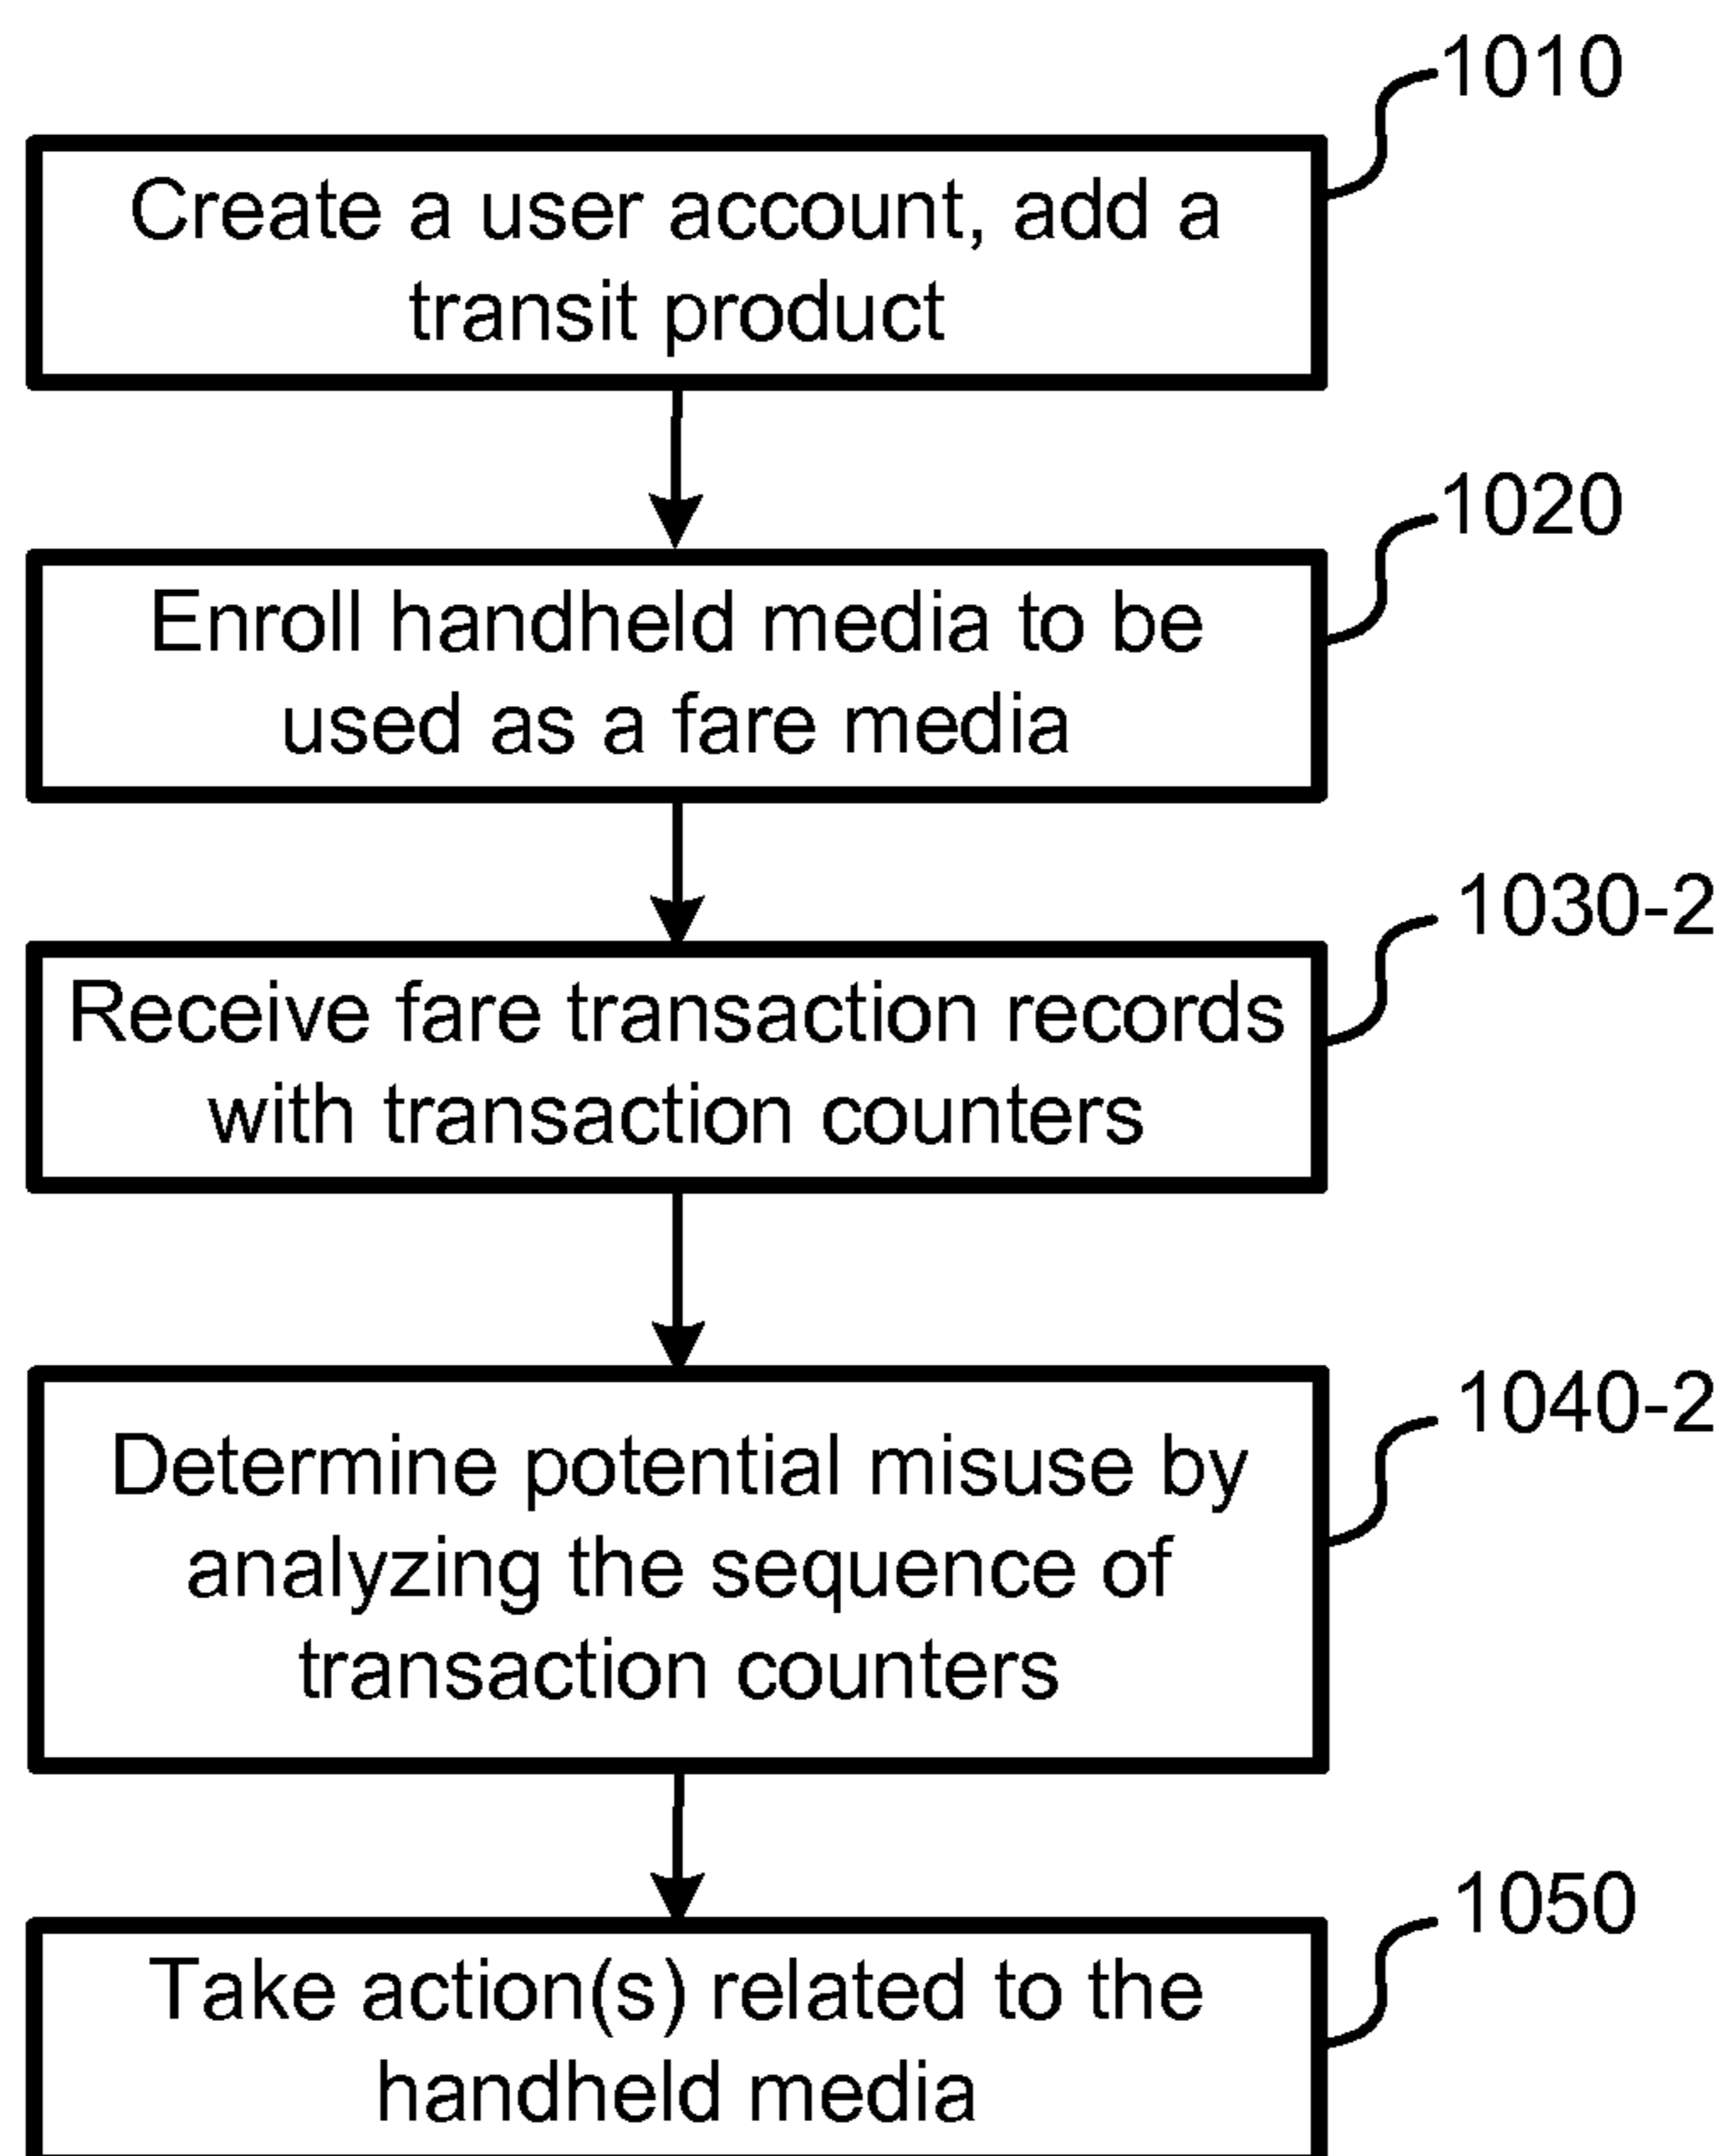 1010
Create a user account, add a
transit product
1020
Enroll handheld media to be
used as a fare media
1030-2
Receive fare transaction records
with transaction counters
1040-2
Determine potential misuse by
analyzing the sequence of
transaction counters
1050
Take action(s) related to the
handheld media